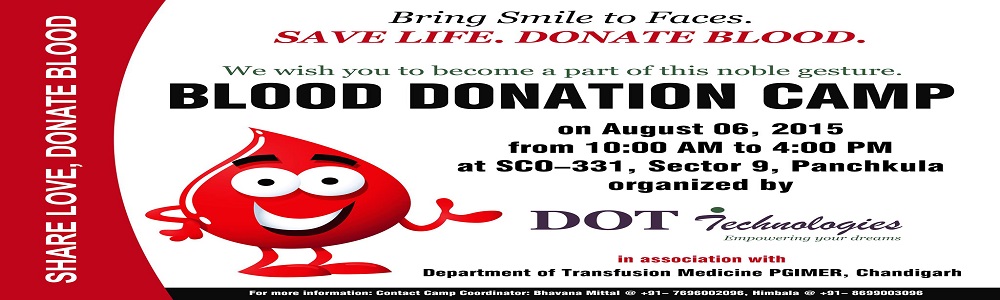 SHARE LOVE, DONATE BLOOD
Bring Smile to Faces.
SAVE LIFE. DONATE BLOOD.
We wish you to become a part of this noble gesture.
BLOOD DONATION CAMP
on August 06, 2015
from 10:00 AM to 4:00 PM
at SCO–331, Sector 9, Panchkula
organized by
DOT Technologies
Empowering your dreams
in association with
Department of Transfusion Medicine PGIMER, Chandigarh
For more information: Contact Camp Coordinator: Bhavana Mittal @ +91– 7696002096, Himbala @ +91– 8699003096